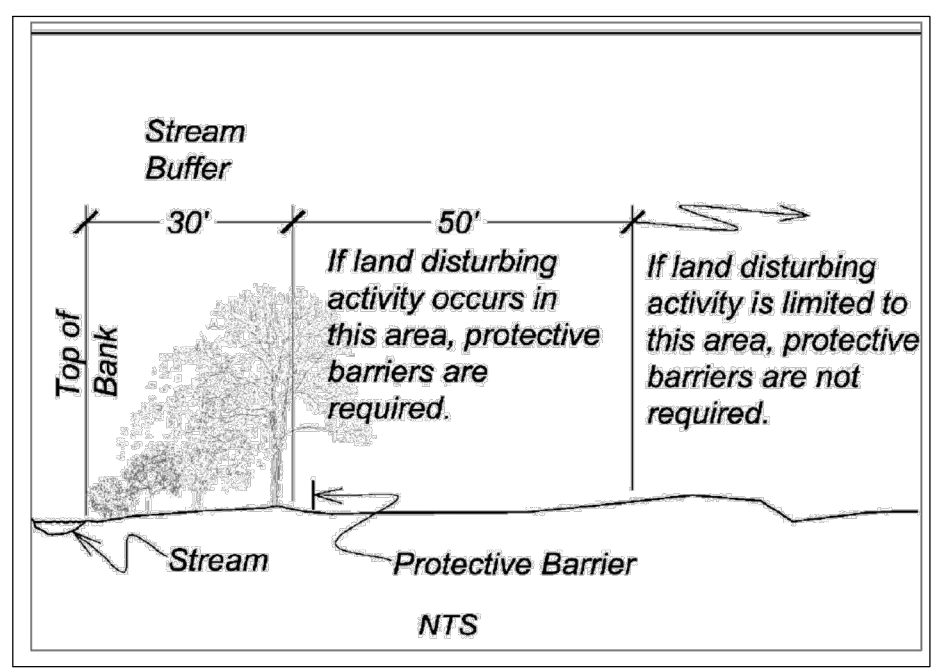 Stream
Buffer
30'
50'
Top of
Bank
If land disturbing
activity occurs in
this area, protective
barriers are
required.
If land disturbing
activity is limited to
this area, protective
barriers are not
required.
Stream
Protective Barrier
NTS